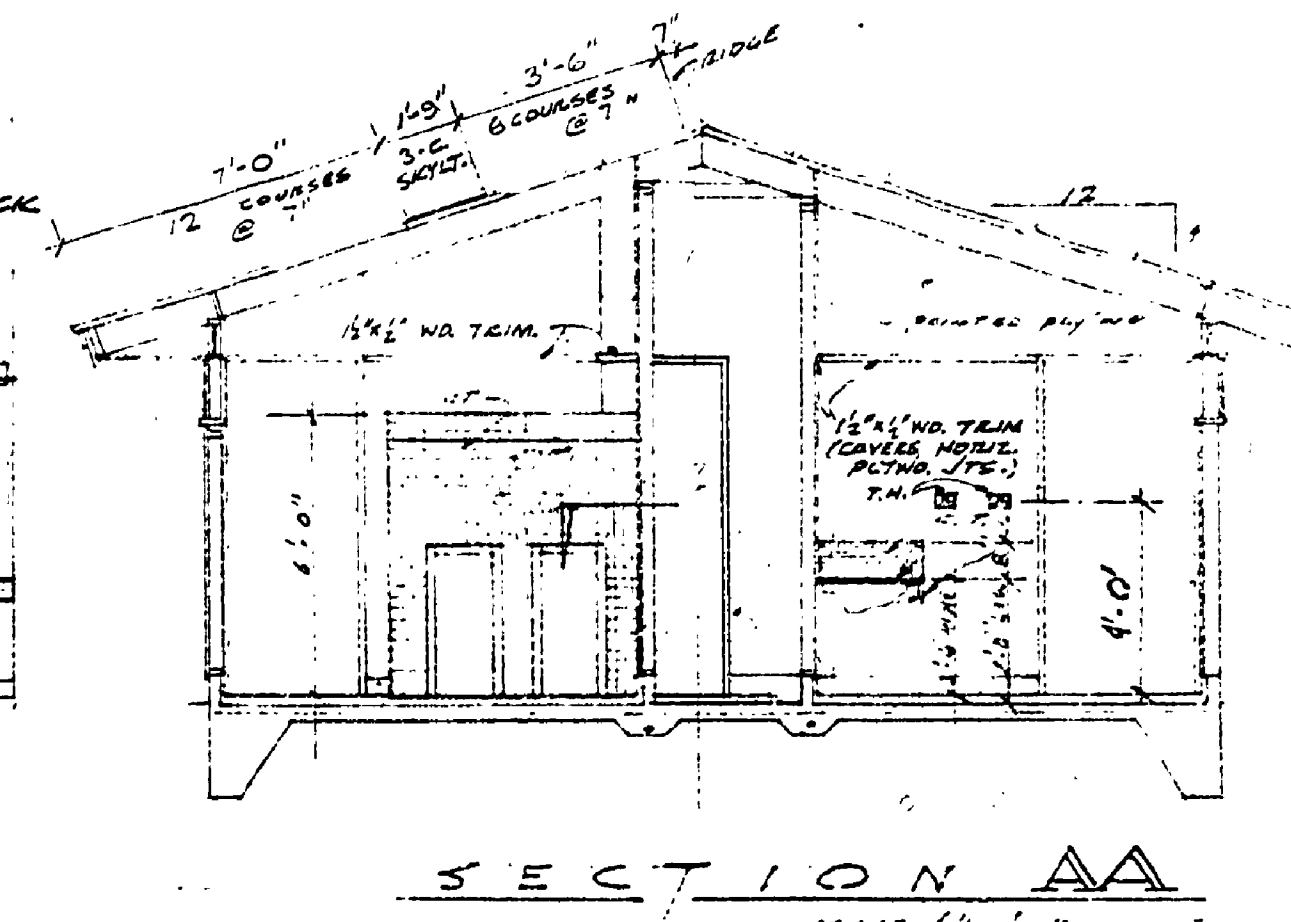 7"
RIDGE
3'-6"
6 COURSES
@ 7"
1'-9"
3-C.
SKYLT.
7'-0"
12 COURSES
@ 7"
CK
12
4
1½"x½" WD. TRIM.
PAINTED PLY'WD
1½"x½" WD. TRIM
(COVERS HORIZ.
PLYWD. JTS.)
T.H.
6'-0"
4'-0"
SECTION AA